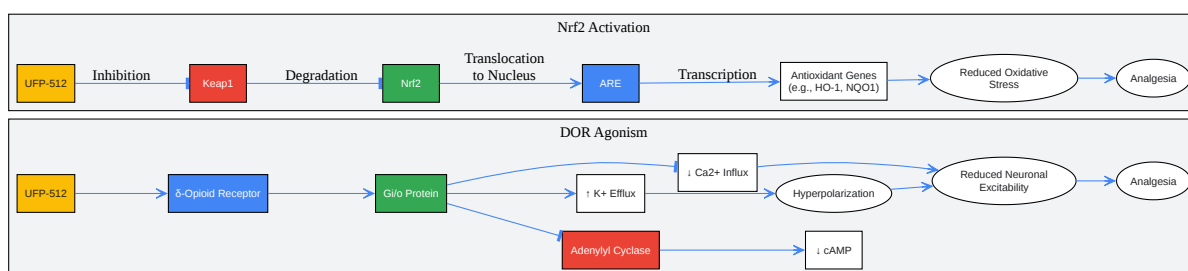 Nrf2 Activation
UFP-512
Inhibition
Keap1
Degradation
Nrf2
Translocation
to Nucleus
ARE
Transcription
Antioxidant Genes
(e.g., HO-1, NQO1)
Reduced Oxidative
Stress
Analgesia
DOR Agonism
UFP-512
δ-Opioid Receptor
Gi/o Protein
↓ Ca2+ Influx
↑ K+ Efflux
Hyperpolarization
Reduced Neuronal
Excitability
Analgesia
Adenylyl Cyclase
↓ cAMP